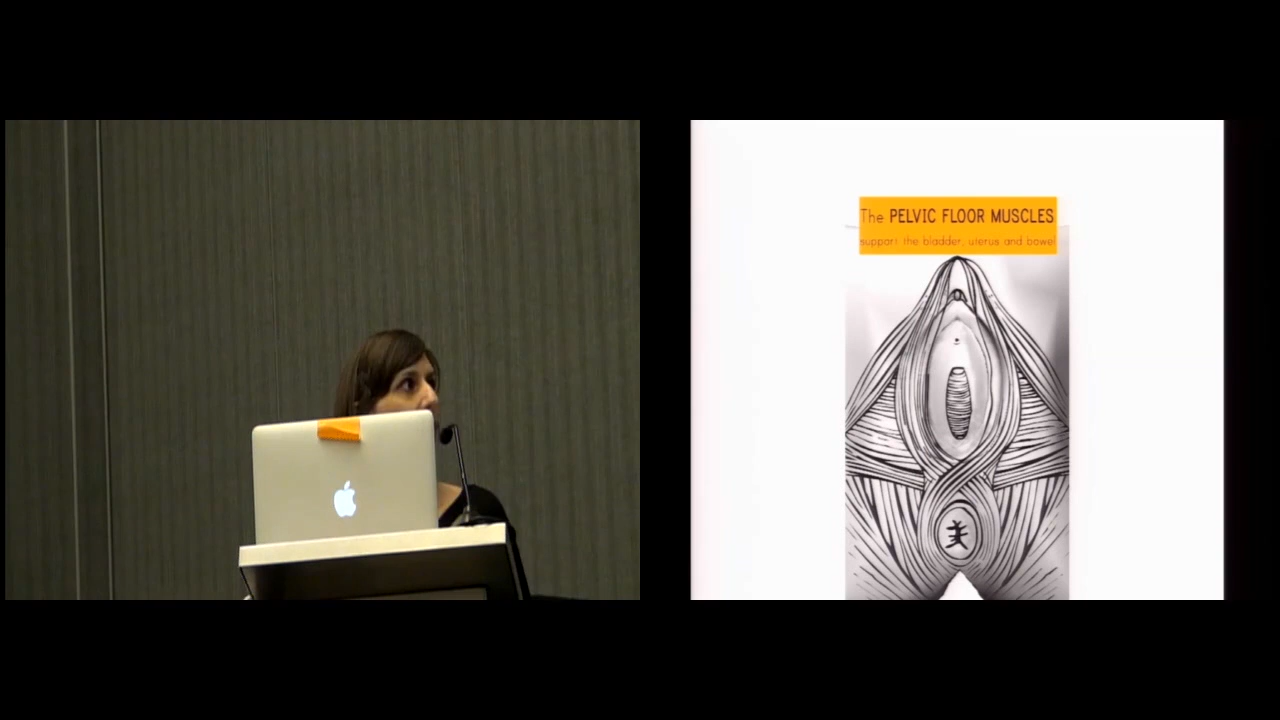 The PELVIC FLOOR MUSCLES
support the bladder, uterus and bowel